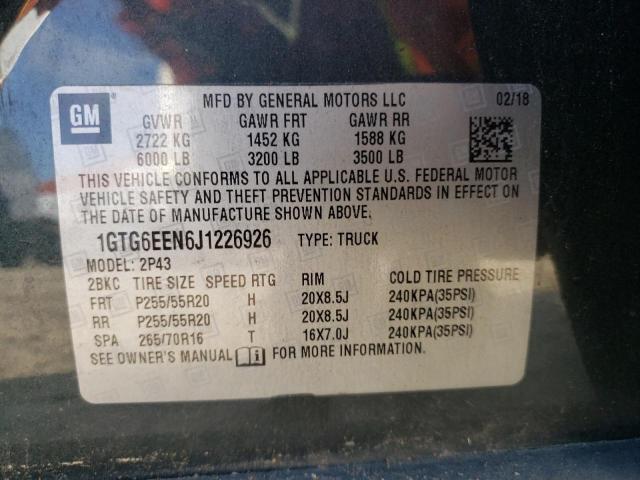 GM
MFD BY GENERAL MOTORS LLC 02/18
GVWR GAWR FRT GAWR RR
2722 KG 1452 KG 1588 KG
6000 LB 3200 LB 3500 LB
THIS VEHICLE CONFORMS TO ALL APPLICABLE U.S. FEDERAL MOTOR
VEHICLE SAFETY AND THEFT PREVENTION STANDARDS IN EFFECT ON
THE DATE OF MANUFACTURE SHOWN ABOVE.
1GTG6EEN6J1226926 TYPE: TRUCK
MODEL: 2P43
2BKC TIRE SIZE SPEED RTG RIM COLD TIRE PRESSURE
FRT P255/55R20 H 20X8.5J 240KPA(35PSI)
RR P255/55R20 H 20X8.5J 240KPA(35PSI)
SPA 265/70R16 T 16X7.0J 240KPA(35PSI)
SEE OWNER'S MANUAL i FOR MORE INFORMATION.